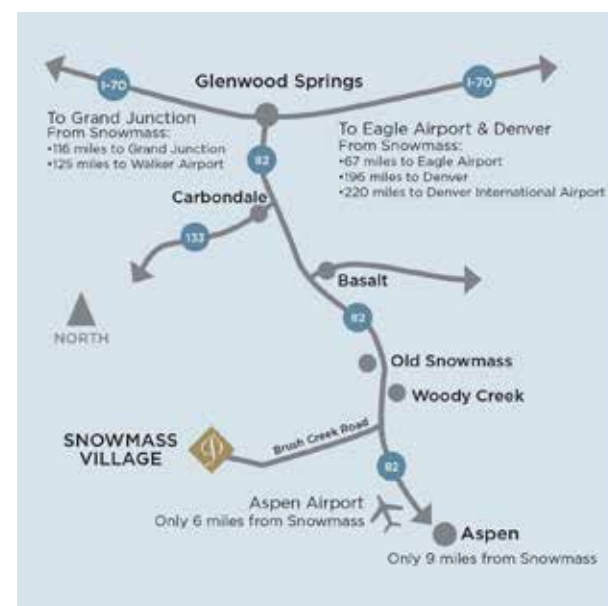 I-70
I-70
Glenwood Springs
To Grand Junction
From Snowmass:
•116 miles to Grand Junction
•125 miles to Walker Airport
To Eagle Airport & Denver
From Snowmass:
•67 miles to Eagle Airport
•196 miles to Denver
•220 miles to Denver International Airport
82
Carbondale
133
Basalt
NORTH
82
Old Snowmass
Woody Creek
SNOWMASS
VILLAGE
Brush Creek Road
82
Aspen Airport
Only 6 miles from Snowmass
Aspen
Only 9 miles from Snowmass